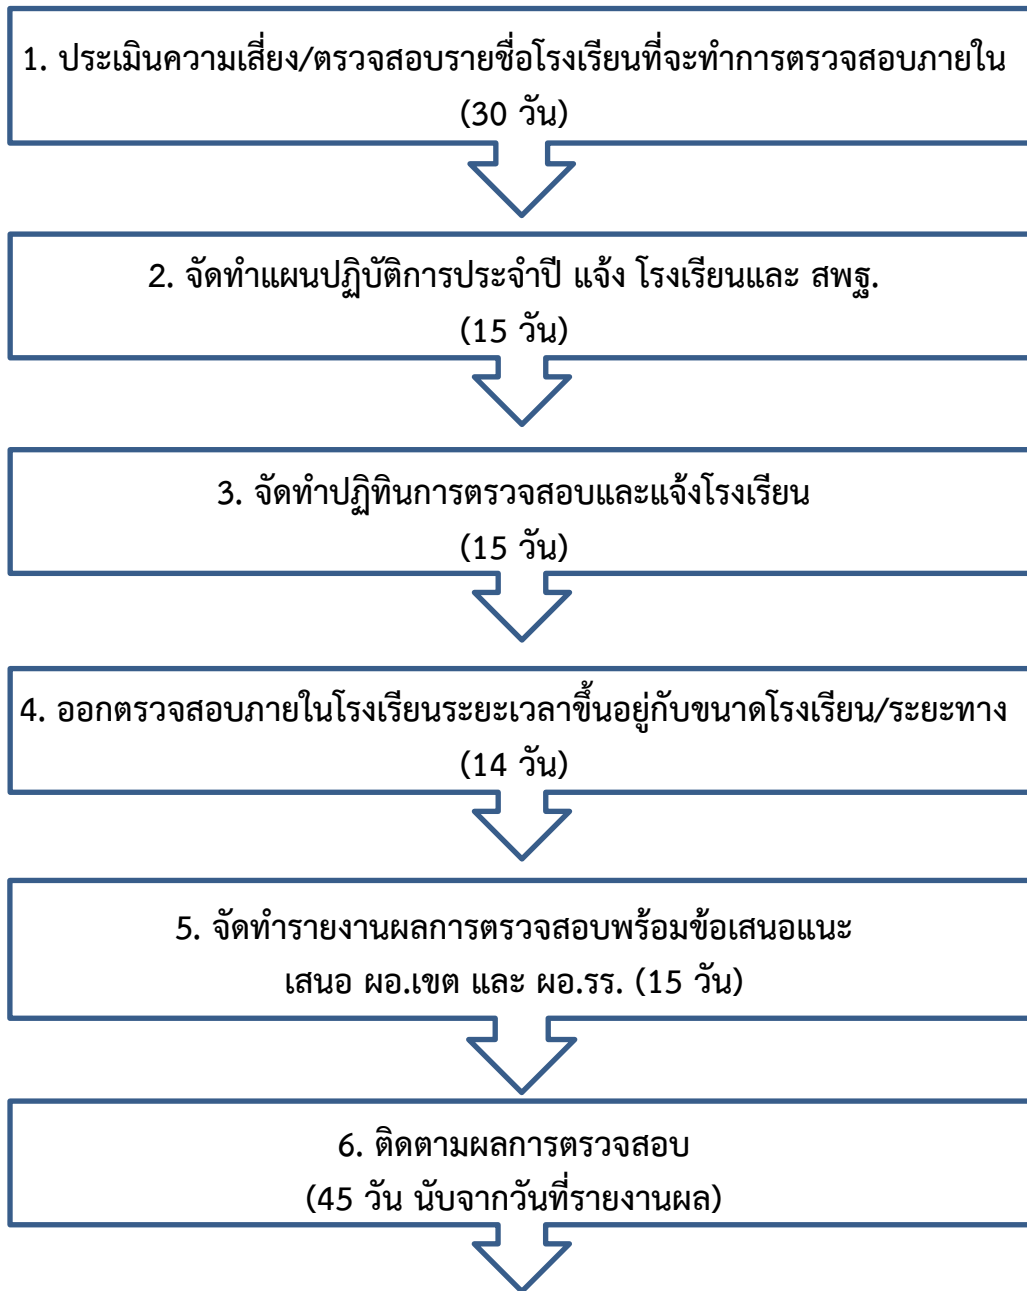 1. ประเมินความเสี่ยง/ตรวจสอบรายชื่อโรงเรียนที่จะทำการตรวจสอบภายใน
(30 วัน)
2. จัดทำแผนปฏิบัติการประจำปี แจ้ง โรงเรียนและ สพฐ.
(15 วัน)
3. จัดทำปฏิทินการตรวจสอบและแจ้งโรงเรียน
(15 วัน)
4. ออกตรวจสอบภายในโรงเรียนระยะเวลาขึ้นอยู่กับขนาดโรงเรียน/ระยะทาง
(14 วัน)
5. จัดทำรายงานผลการตรวจสอบพร้อมข้อเสนอแนะ
เสนอ ผอ.เขต และ ผอ.รร. (15 วัน)
6. ติดตามผลการตรวจสอบ
(45 วัน นับจากวันที่รายงานผล)